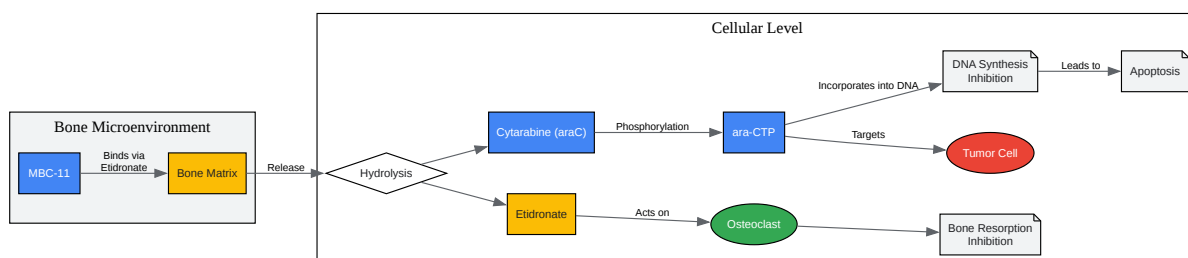 Cellular Level
DNA Synthesis
Inhibition
Leads to
Apoptosis
Incorporates into DNA
Bone Microenvironment
Cytarabine (araC)
Phosphorylation
ara-CTP
Targets
Tumor Cell
MBC-11
Binds via
Etidronate
Bone Matrix
Release
Hydrolysis
Etidronate
Acts on
Osteoclast
Bone Resorption
Inhibition